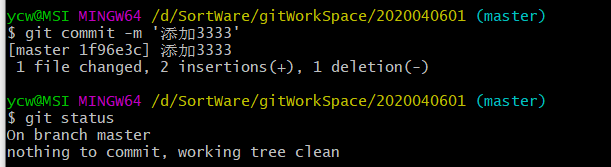 ycw@MSI MINGW64 /d/SortWare/gitWorkSpace/2020040601 (master)
$ git commit -m '添加3333'
[master 1f96e3c] 添加3333
 1 file changed, 2 insertions(+), 1 deletion(-)
ycw@MSI MINGW64 /d/SortWare/gitWorkSpace/2020040601 (master)
$ git status
On branch master
nothing to commit, working tree clean